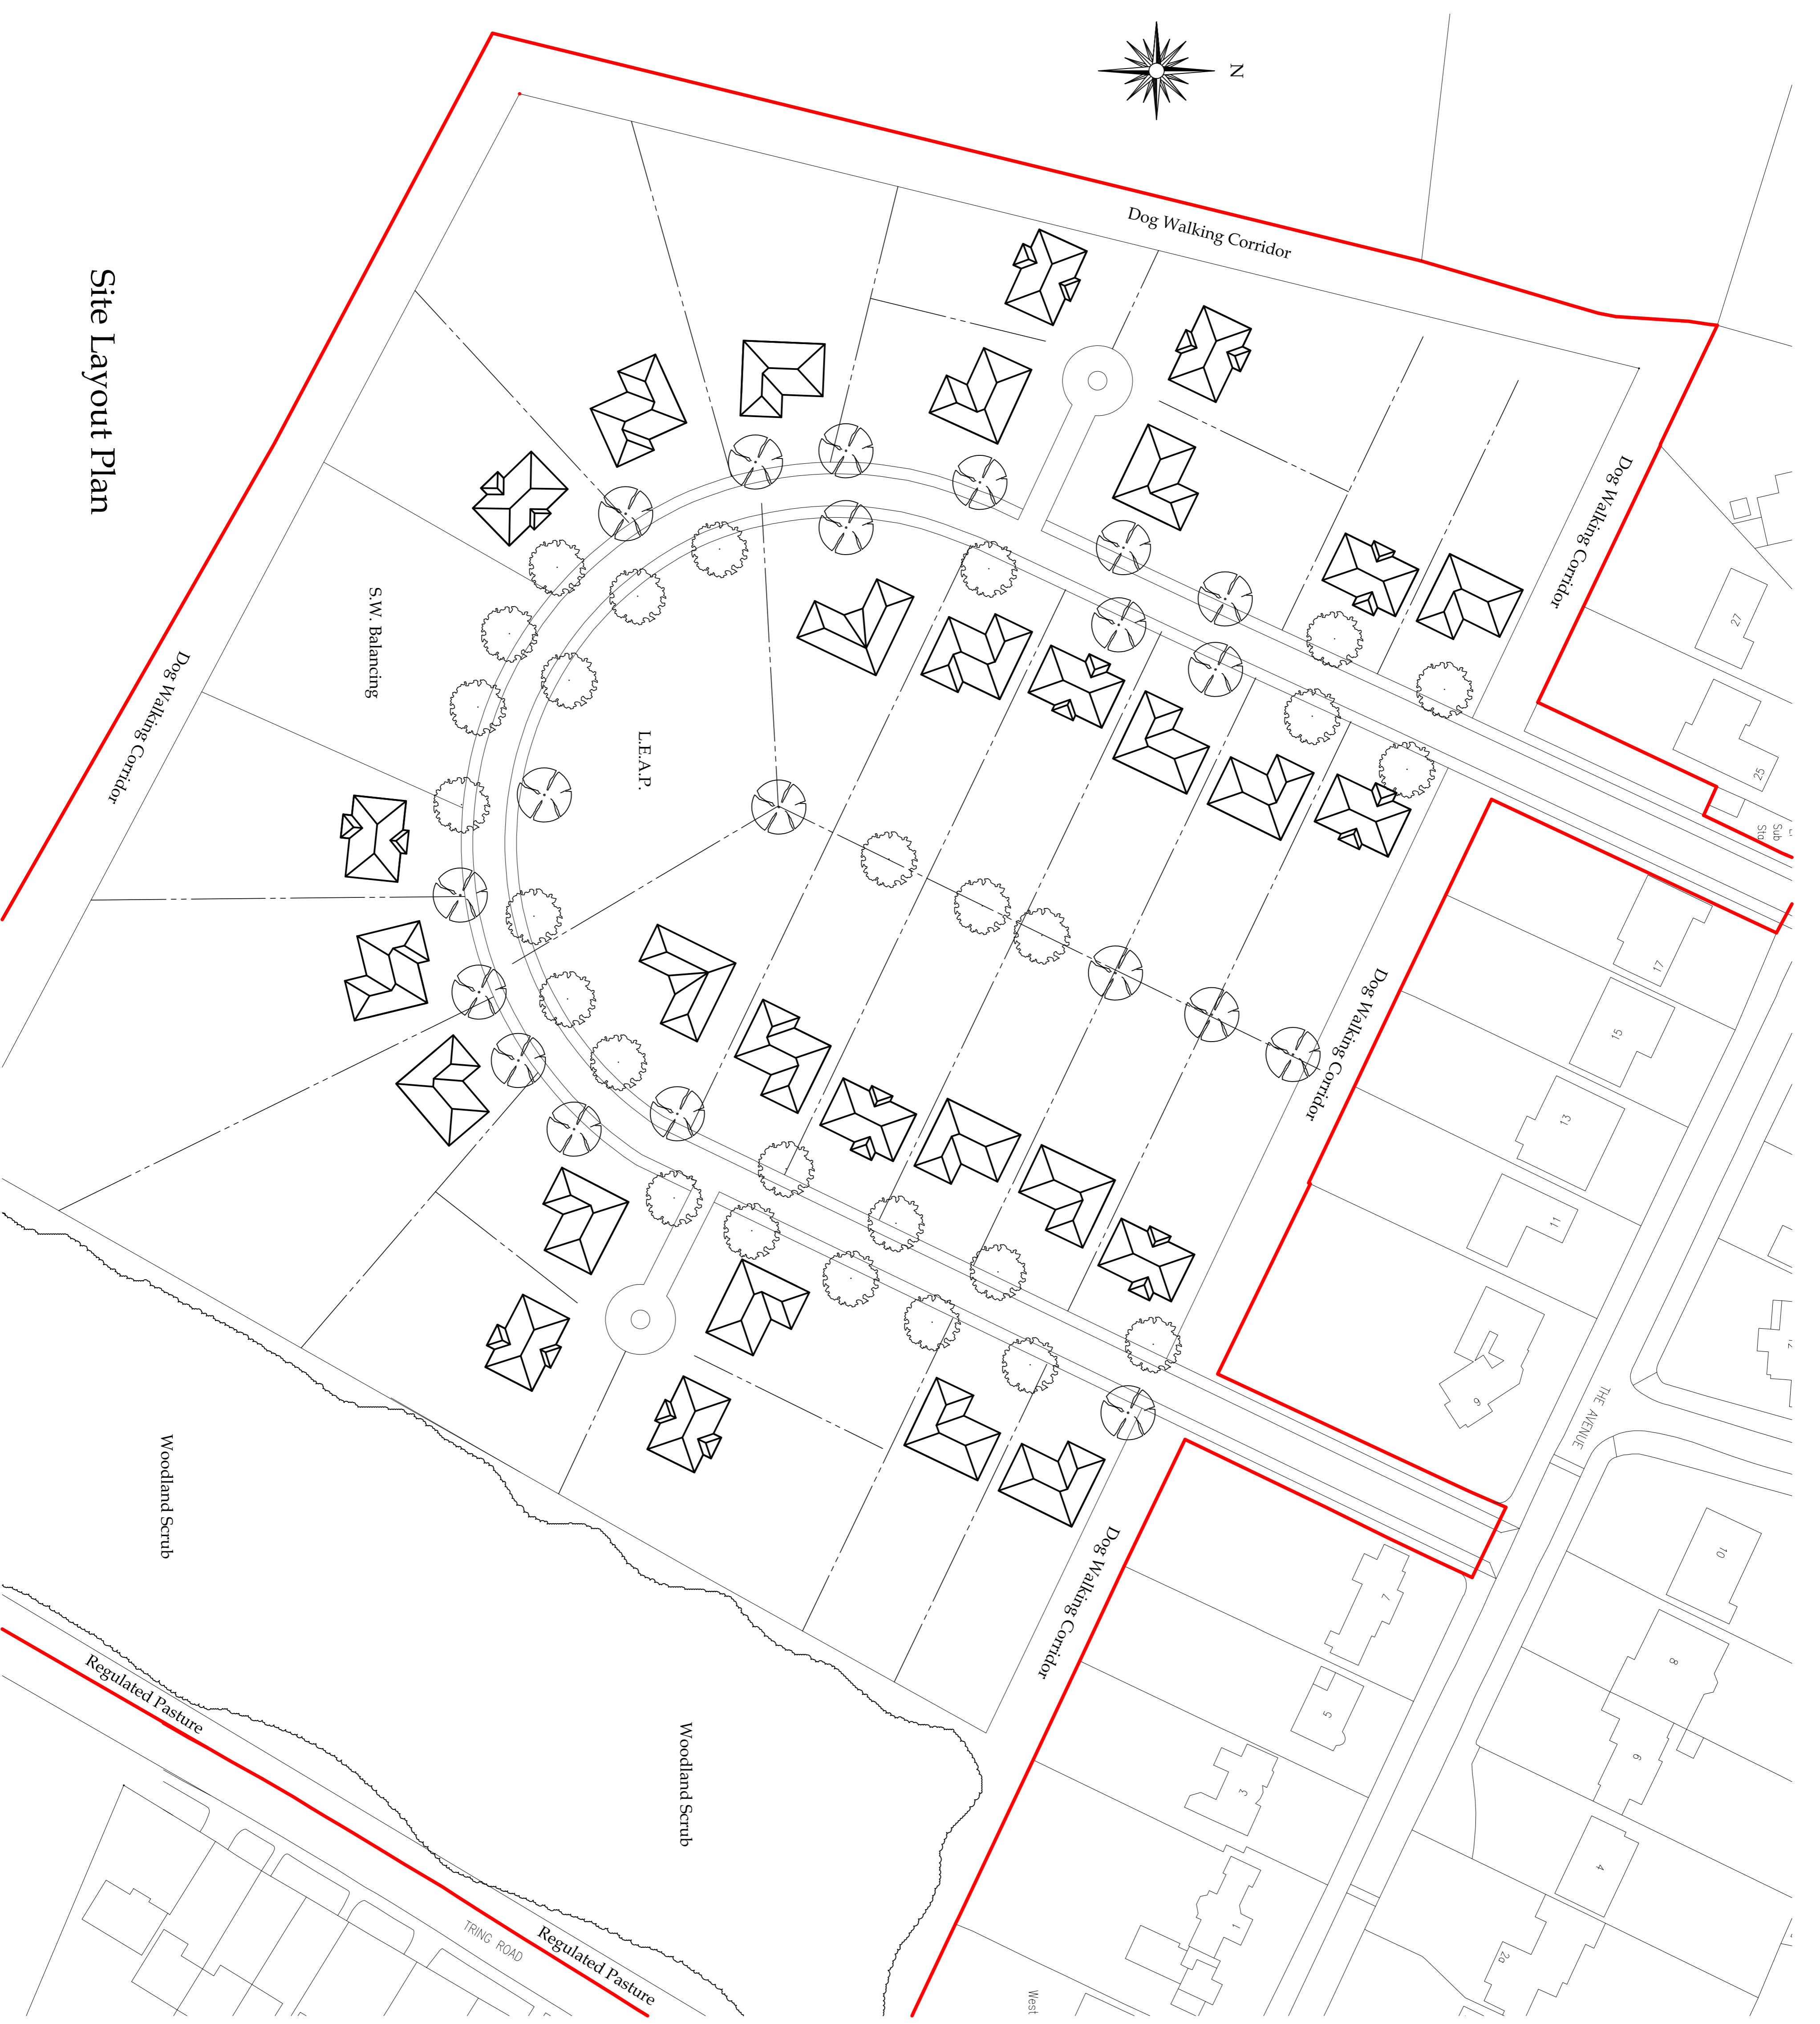 N
Dog Walking Corridor
Dog Walking Corridor
Site Layout Plan
S.W. Balancing
L.E.A.P.
Dog Walking Corridor
Dog Walking Corridor
27
25
Sub
Sta
17
15
13
11
9
THE AVENUE
Dog Walking Corridor
7
5
3
1
10
8
6
4
2a
West
Woodland Scrub
Woodland Scrub
Regulated Pasture
Regulated Pasture
TRING ROAD